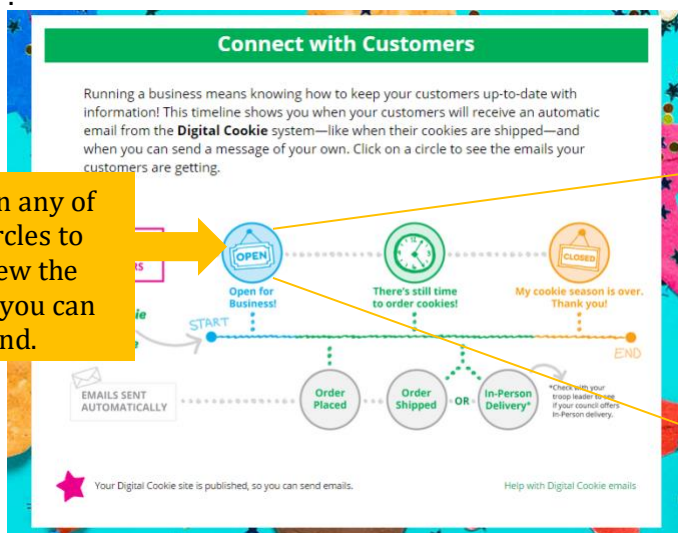 Connect with Customers
Running a business means knowing how to keep your customers up-to-date with
information! This timeline shows you when your customers will receive an automatic
email from the Digital Cookie system—like when their cookies are shipped—and
when you can send a message of your own. Click on a circle to see the emails your
customers are getting.
n any of
rcles to
ew the
you can
nd.
RS
kie
e
OPEN
CLOSED
Open for
Business!
There's still time
to order cookies!
My cookie season is over.
Thank you!
START
END
EMAILS SENT
AUTOMATICALLY
Order
Placed
Order
Shipped
OR
In-Person
Delivery*
*Check with your
troop leader to see
if your council offers
In-Person delivery.
Your Digital Cookie site is published, so you can send emails.
Help with Digital Cookie emails